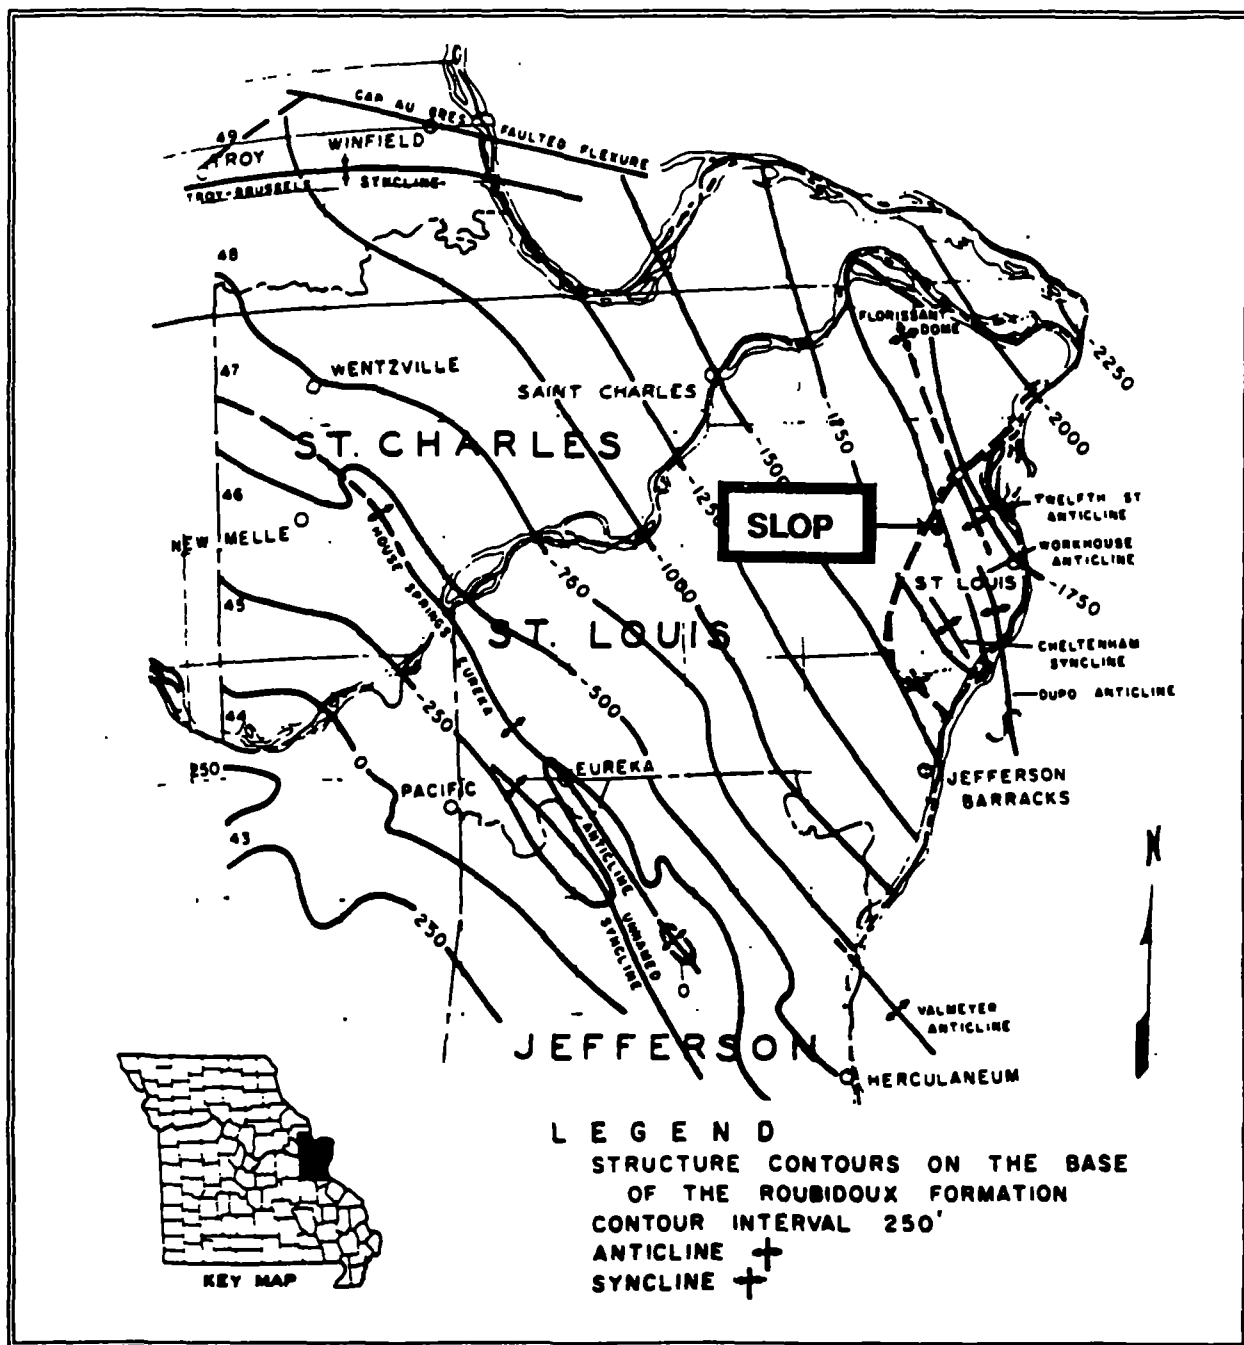 CAP AU GRES FAULTED FLEXURE
49
TROY
WINFIELD
TROY-BRUSSELS SYNCLINE
48
FLORISSANT
DOME
-2250
47
WENTZVILLE
SAINT CHARLES
-2000
-1750
ST. CHARLES
-1500
-1250
46
SLOP
TWELFTH ST
ANTICLINE
NEW MELLE
WORKHOUSE
ANTICLINE
HOUSE SPRINGS
-1000
-750
ST LOUIS
-1750
45
ST. LOUIS
CHELTENHAM
SYNCLINE
EUREKA
-500
DUPO ANTICLINE
44
-250
0
250
EUREKA
PACIFIC
JEFFERSON
BARRACKS
43
ANTICLINE
UNNAMED
SYNCLINE
250
N
VALMEYER
ANTICLINE
JEFFERSON
HERCULANEUM
KEY MAP
LEGEND
STRUCTURE CONTOURS ON THE BASE
OF THE ROUBIDOUX FORMATION
CONTOUR INTERVAL 250'
ANTICLINE
SYNCLINE